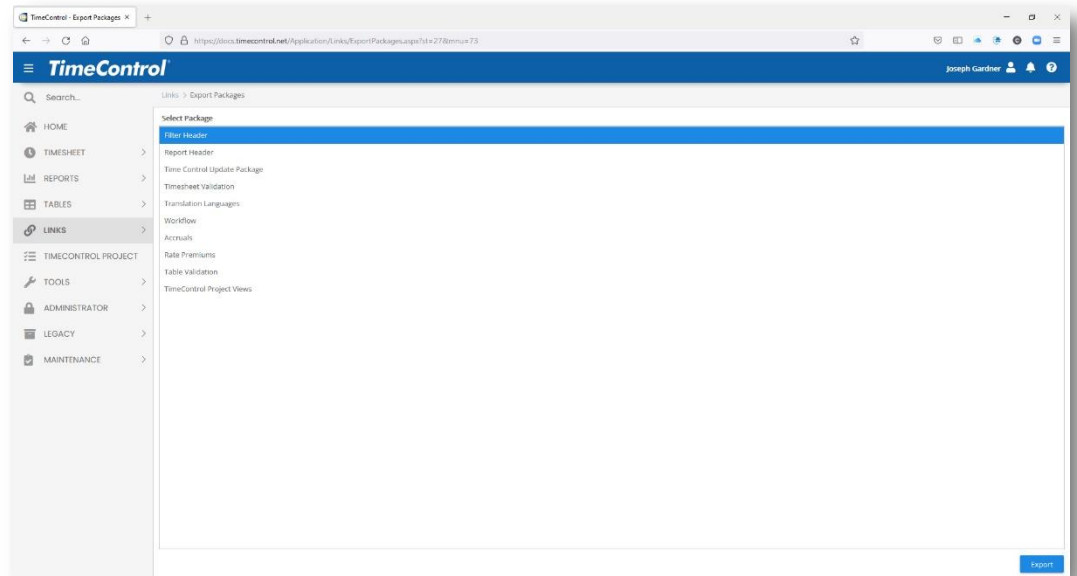 TimeControl - Export Packages
https://docs.timecontrol.net/Application/Links/ExportPackages.aspx?st=27&mnu=73
TimeControl
Joseph Gardner
Search...
Links > Export Packages
Select Package
HOME
Filter Header
TIMESHEET
Report Header
REPORTS
Time Control Update Package
Timesheet Validation
TABLES
Translation Languages
LINKS
Workflow
Accruals
TIMECONTROL PROJECT
Rate Premiums
Table Validation
TOOLS
TimeControl Project Views
ADMINISTRATOR
LEGACY
MAINTENANCE
Export